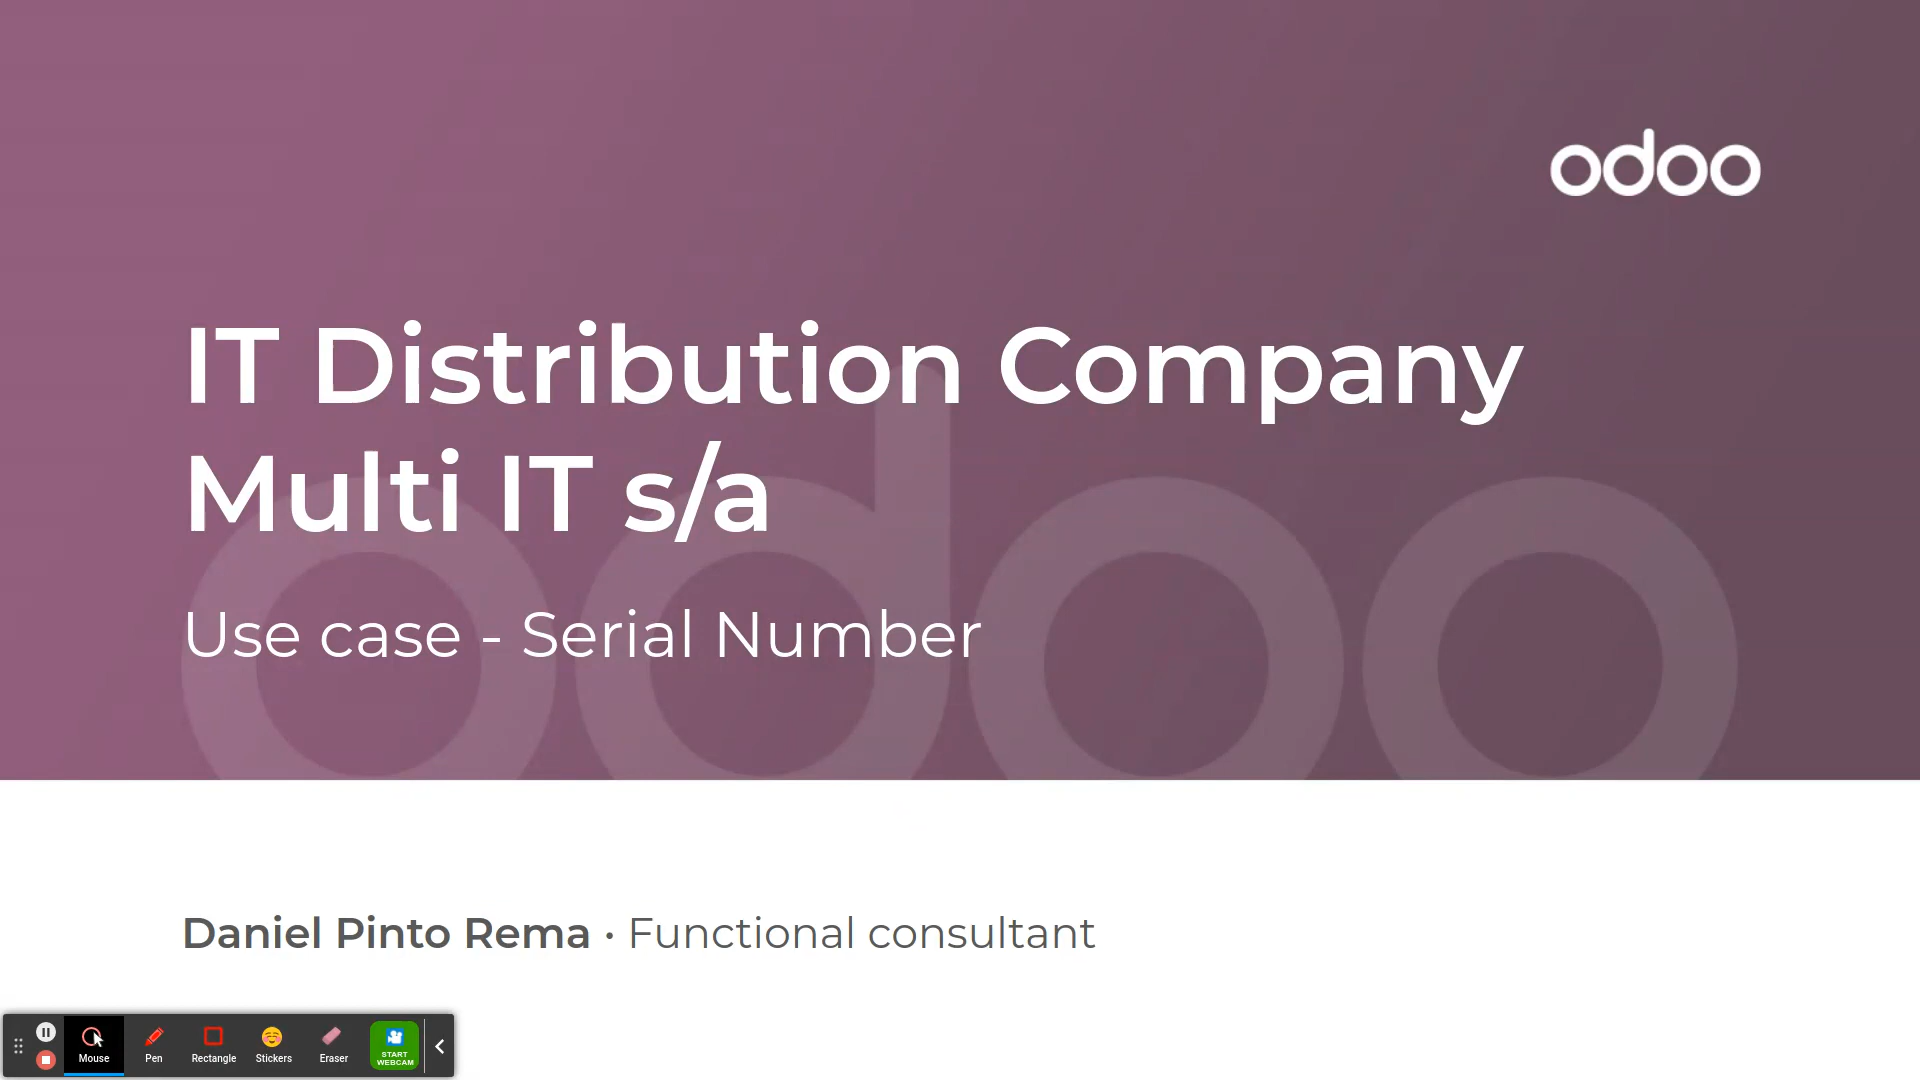 odoo
IT Distribution Company
Multi IT s/a
Use case - Serial Number
odoo
Daniel Pinto Rema · Functional consultant
Mouse
Pen
Rectangle
Stickers
Eraser
START
WEBCAM